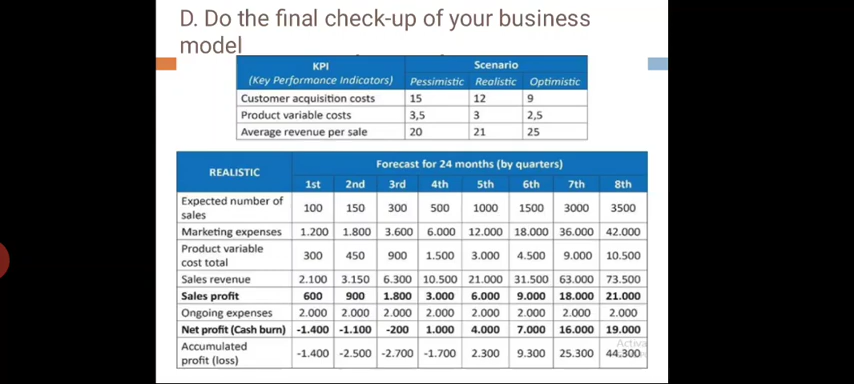 D. Do the final check-up of your business
model
KPI Scenario
(Key Performance Indicators) Pessimistic Realistic Optimistic
Customer acquisition costs 15 12 9
Product variable costs 3,5 3 2,5
Average revenue per sale 20 21 25
REALISTIC Forecast for 24 months (by quarters)
1st 2nd 3rd 4th 5th 6th 7th 8th
Expected number of
sales 100 150 300 500 1000 1500 3000 3500
Marketing expenses 1.200 1.800 3.600 6.000 12.000 18.000 36.000 42.000
Product variable
cost total 300 450 900 1.500 3.000 4.500 9.000 10.500
Sales revenue 2.100 3.150 6.300 10.500 21.000 31.500 63.000 73.500
Sales profit 600 900 1.800 3.000 6.000 9.000 18.000 21.000
Ongoing expenses 2.000 2.000 2.000 2.000 2.000 2.000 2.000 2.000
Net profit (Cash burn) -1.400 -1.100 -200 1.000 4.000 7.000 16.000 19.000
Accumulated
profit (loss) -1.400 -2.500 -2.700 -1.700 2.300 9.300 25.300 44.300